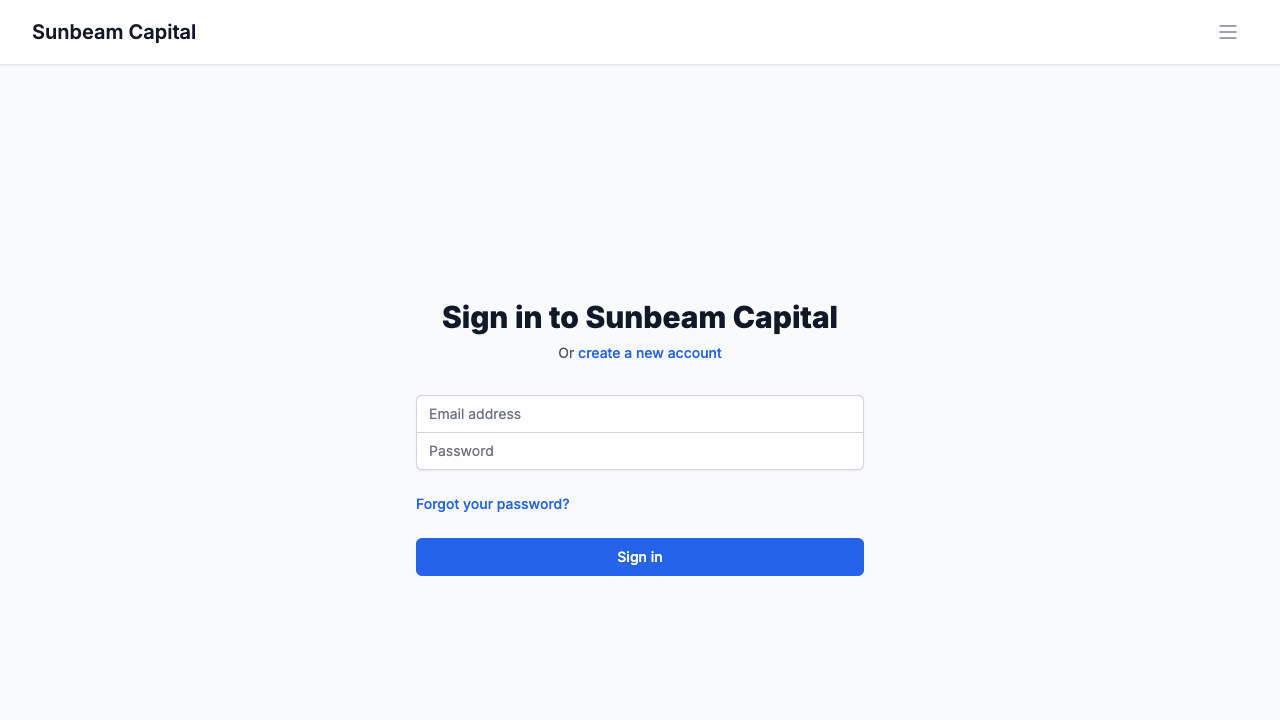 Sunbeam Capital
Sign in to Sunbeam Capital
Or create a new account
Email address
Password
Forgot your password?
Sign in